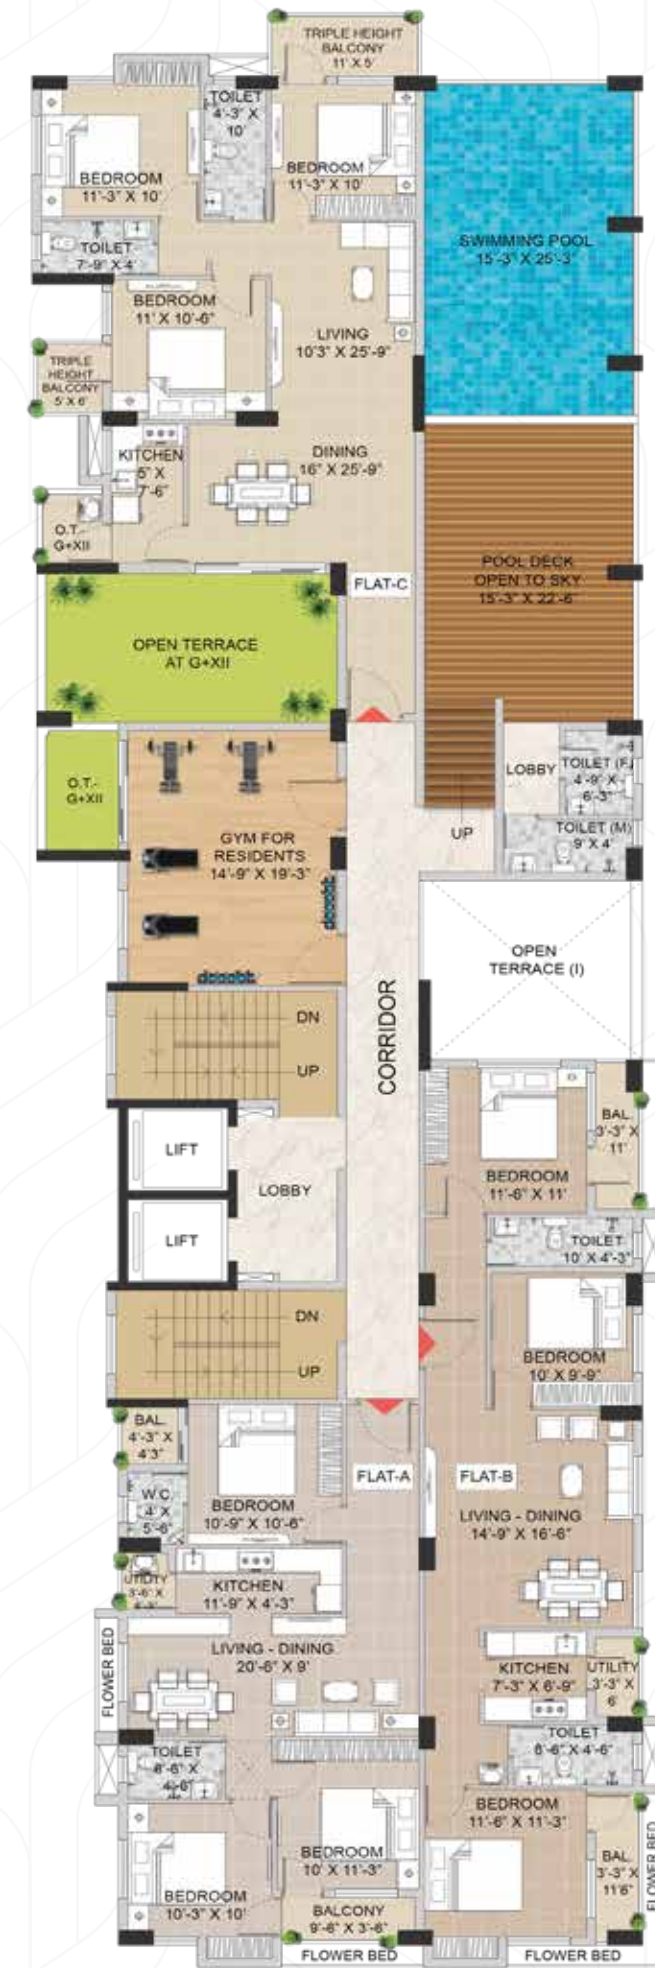 TRIPLE HEIGHT
BALCONY
11' X 5'
TOILET
4'-3" X
10'
BEDROOM
11'-3" X 10'
BEDROOM
11'-3" X 10'
TOILET
7'-9" X 4'
SWIMMING POOL
15'-3" X 25'-3"
BEDROOM
11' X 10'-6"
LIVING
10'3" X 25'-9"
TRIPLE
HEIGHT
BALCONY
5' X 6'
KITCHEN
5" X
7'-6"
DINING
16" X 25'-9"
O.T.-
G+XII
FLAT-C
POOL DECK
OPEN TO SKY
15'-3" X 22'-6"
OPEN TERRACE
AT G+XII
O.T.-
G+XII
GYM FOR
RESIDENTS
14'-9" X 19'-3"
LOBBY
TOILET (F)
4'-9" X
6'-3"
UP
TOILET (M)
9' X 4'
OPEN
TERRACE (I)
CORRIDOR
DN
UP
LIFT
LOBBY
LIFT
DN
UP
BAL.
3'-3" X
11'
BEDROOM
11'-6" X 11'
TOILET
10' X 4'-3"
BEDROOM
10' X 9'-9"
BAL.
4'-3" X
4'3"
W.C.
4' X
5'-6"
BEDROOM
10'-9" X 10'-6"
FLAT-A
FLAT-B
LIVING - DINING
14'-9" X 16'-6"
UTILITY
KITCHEN
11'-9" X 4'-3"
LIVING - DINING
20'-6" X 9'
FLOWER BED
KITCHEN
7'-3" X 6'-9"
UTILITY
3'-3" X
6'
TOILET
6'-6" X
4'-6"
TOILET
6'-6" X 4'-6"
BEDROOM
11'-6" X 11'-3"
BEDROOM
10' X 11'-3"
BEDROOM
10'-3" X 10'
BAL.
3'-3" X
11'6"
FLOWER BED
BALCONY
9'-6" X 3'-6"
FLOWER BED
FLOWER BED